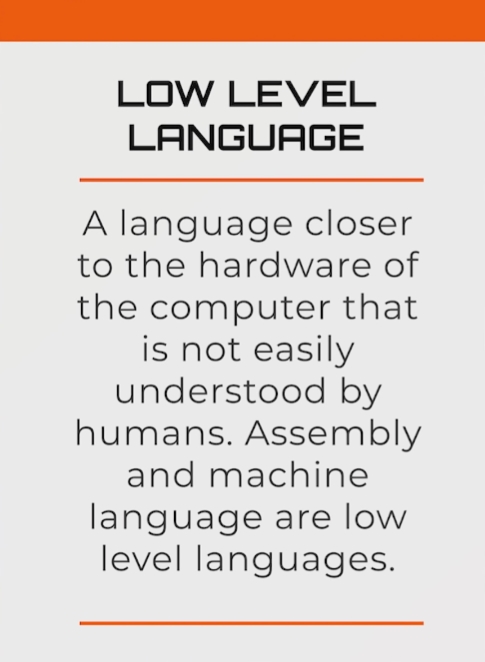 LOW LEVEL
LANGUAGE
A language closer
to the hardware of
the computer that
is not easily
understood by
humans. Assembly
and machine
language are low
level languages.